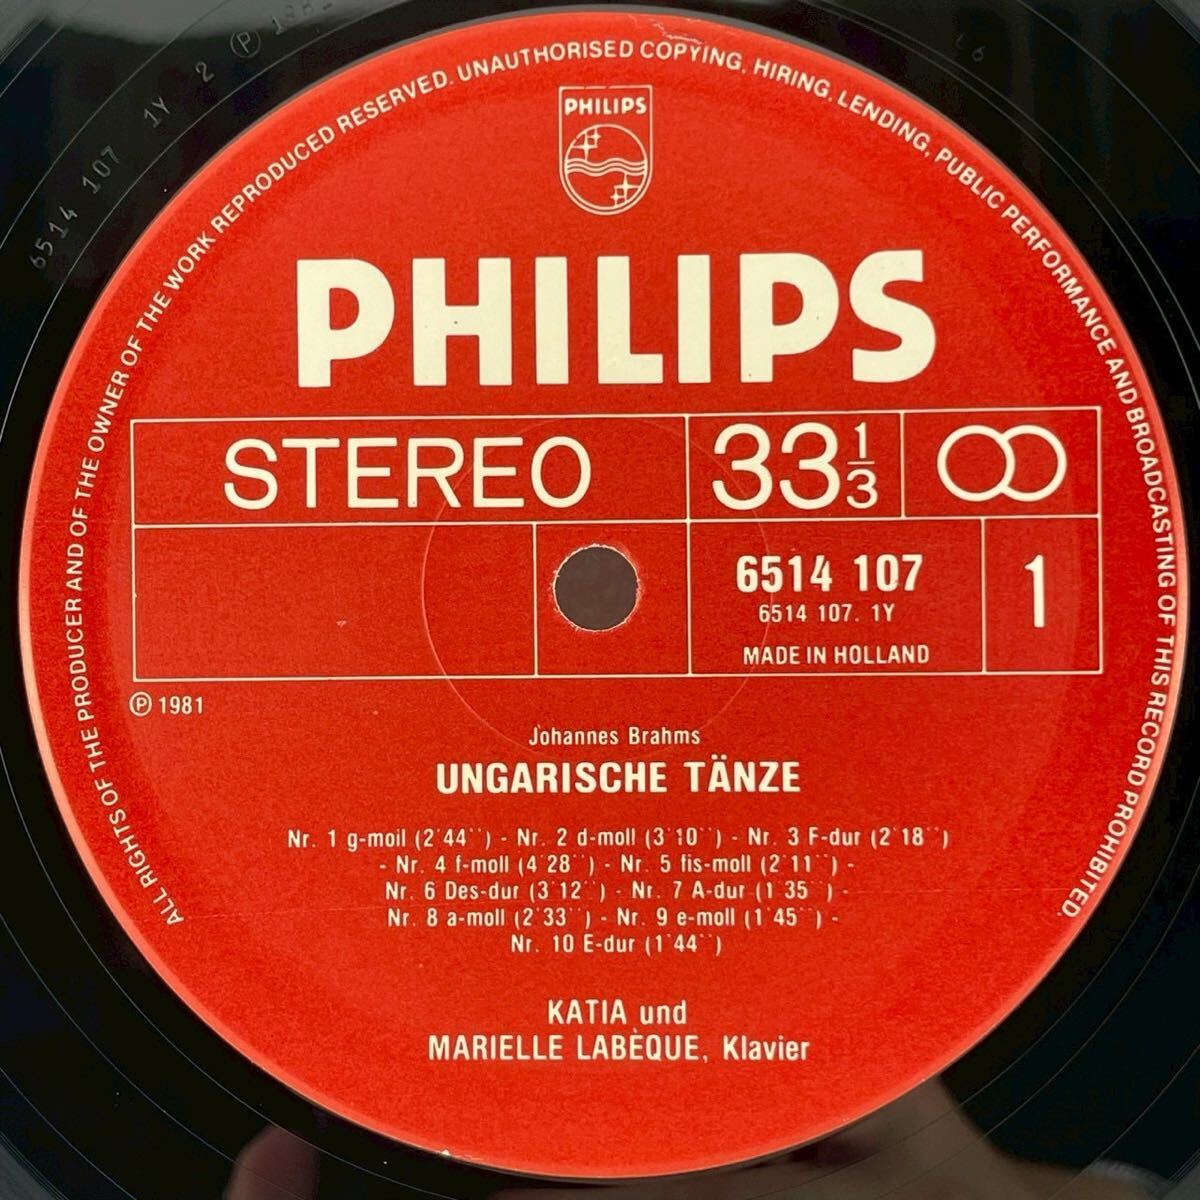 6514 107 1Y 2 ℗ 198
ALL RIGHTS OF THE PRODUCER AND OF THE OWNER OF THE WORK REPRODUCED RESERVED. UNAUTHORISED COPYING, HIRING, LENDING, PUBLIC PERFORMANCE AND BROADCASTING OF THIS RECORD PROHIBITED.
PHILIPS
PHILIPS
STEREO 33 1/3
6514 107 1
6514 107. 1Y
MADE IN HOLLAND
℗ 1981
Johannes Brahms
UNGARISCHE TÄNZE
Nr. 1 g-moil (2'44'') - Nr. 2 d-moll (3'10'') - Nr. 3 F-dur (2'18'')
- Nr. 4 f-moll (4'28'') - Nr. 5 fis-moll (2'11'') -
Nr. 6 Des-dur (3'12'') - Nr. 7 A-dur (1'35'') -
Nr. 8 a-moll (2'33'') - Nr. 9 e-moll (1'45'') -
Nr. 10 E-dur (1'44'')
KATIA und
MARIELLE LABÈQUE, Klavier